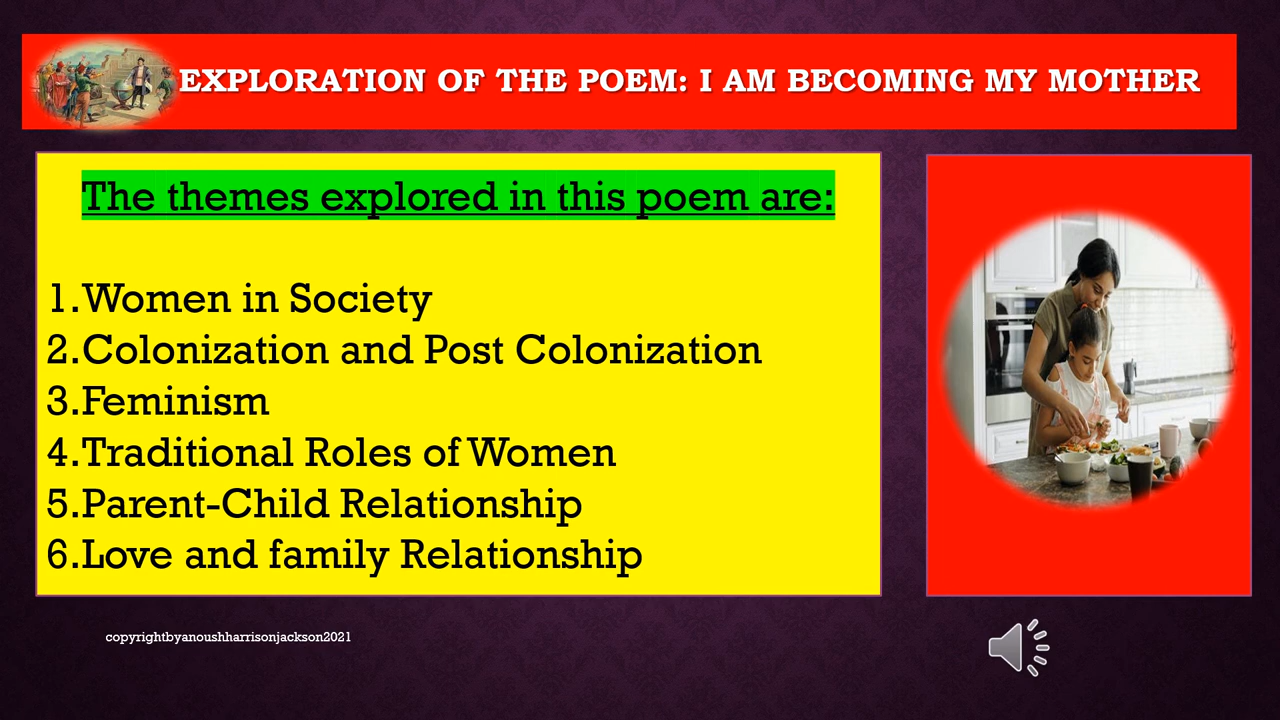 EXPLORATION OF THE POEM: I AM BECOMING MY MOTHER
The themes explored in this poem are:
1.Women in Society
2.Colonization and Post Colonization
3.Feminism
4.Traditional Roles of Women
5.Parent-Child Relationship
6.Love and family Relationship
copyrightbyanoushharrisonjackson2021